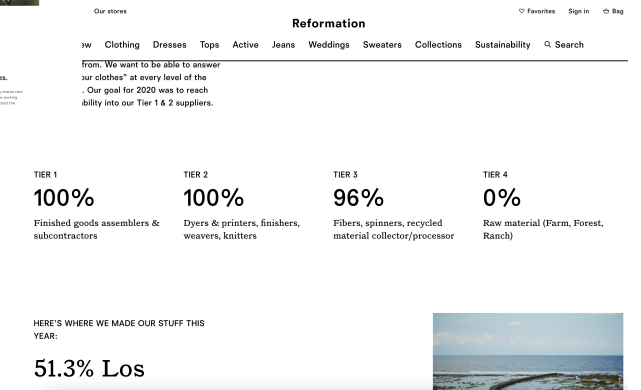 Our stores
Favorites Sign in Bag
Reformation
ew Clothing Dresses Tops Active Jeans Weddings Sweaters Collections Sustainability Search
from. We want to be able to answer
our clothes” at every level of the
. Our goal for 2020 was to reach
bility into our Tier 1 & 2 suppliers.
TIER 1
100%
Finished goods assemblers &
subcontractors
TIER 2
100%
Dyers & printers, finishers,
weavers, knitters
TIER 3
96%
Fibers, spinners, recycled
material collector/processor
TIER 4
0%
Raw material (Farm, Forest,
Ranch)
HERE'S WHERE WE MADE OUR STUFF THIS
YEAR:
51.3% Los